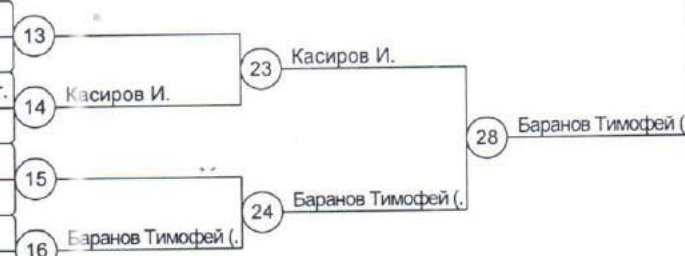 13
23 Касиров И.
14 Касиров И.
28 Баранов Тимофей (
15
24 Баранов Тимофей (.
16 Баранов Тимофей (.